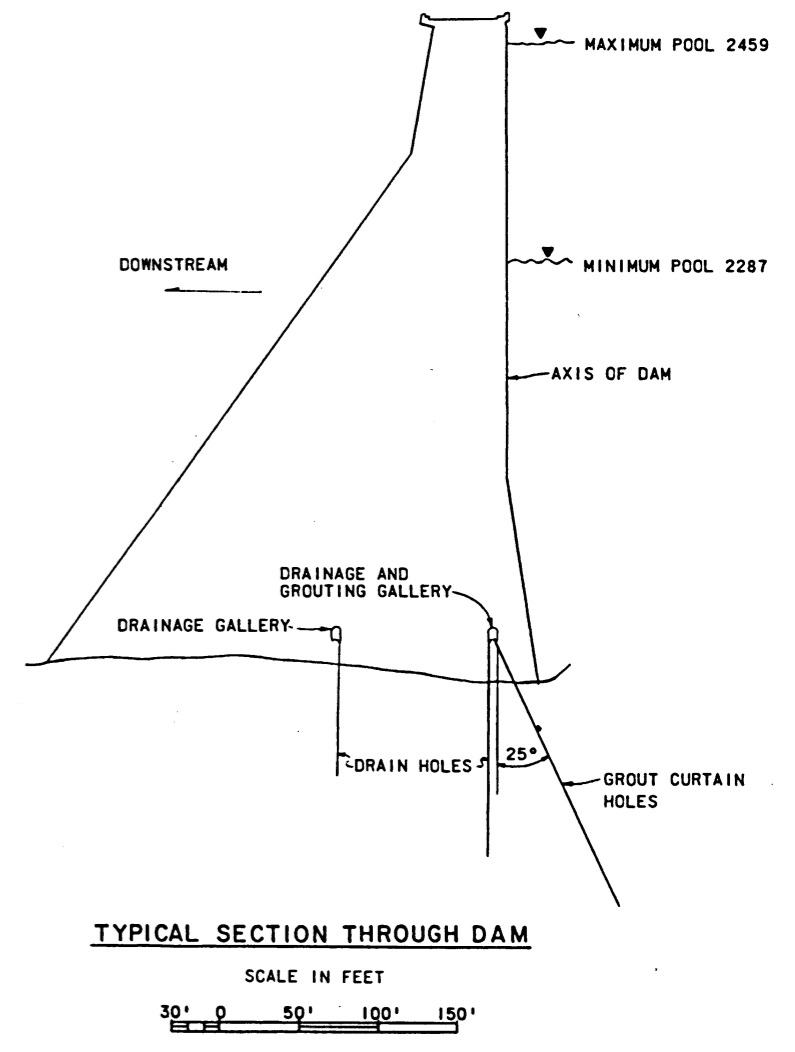 MAXIMUM POOL 2459
DOWNSTREAM
MINIMUM POOL 2287
AXIS OF DAM
DRAINAGE AND
GROUTING GALLERY
DRAINAGE GALLERY
25°
DRAIN HOLES
GROUT CURTAIN
HOLES
TYPICAL SECTION THROUGH DAM
SCALE IN FEET
30' 0 50' 100' 150'